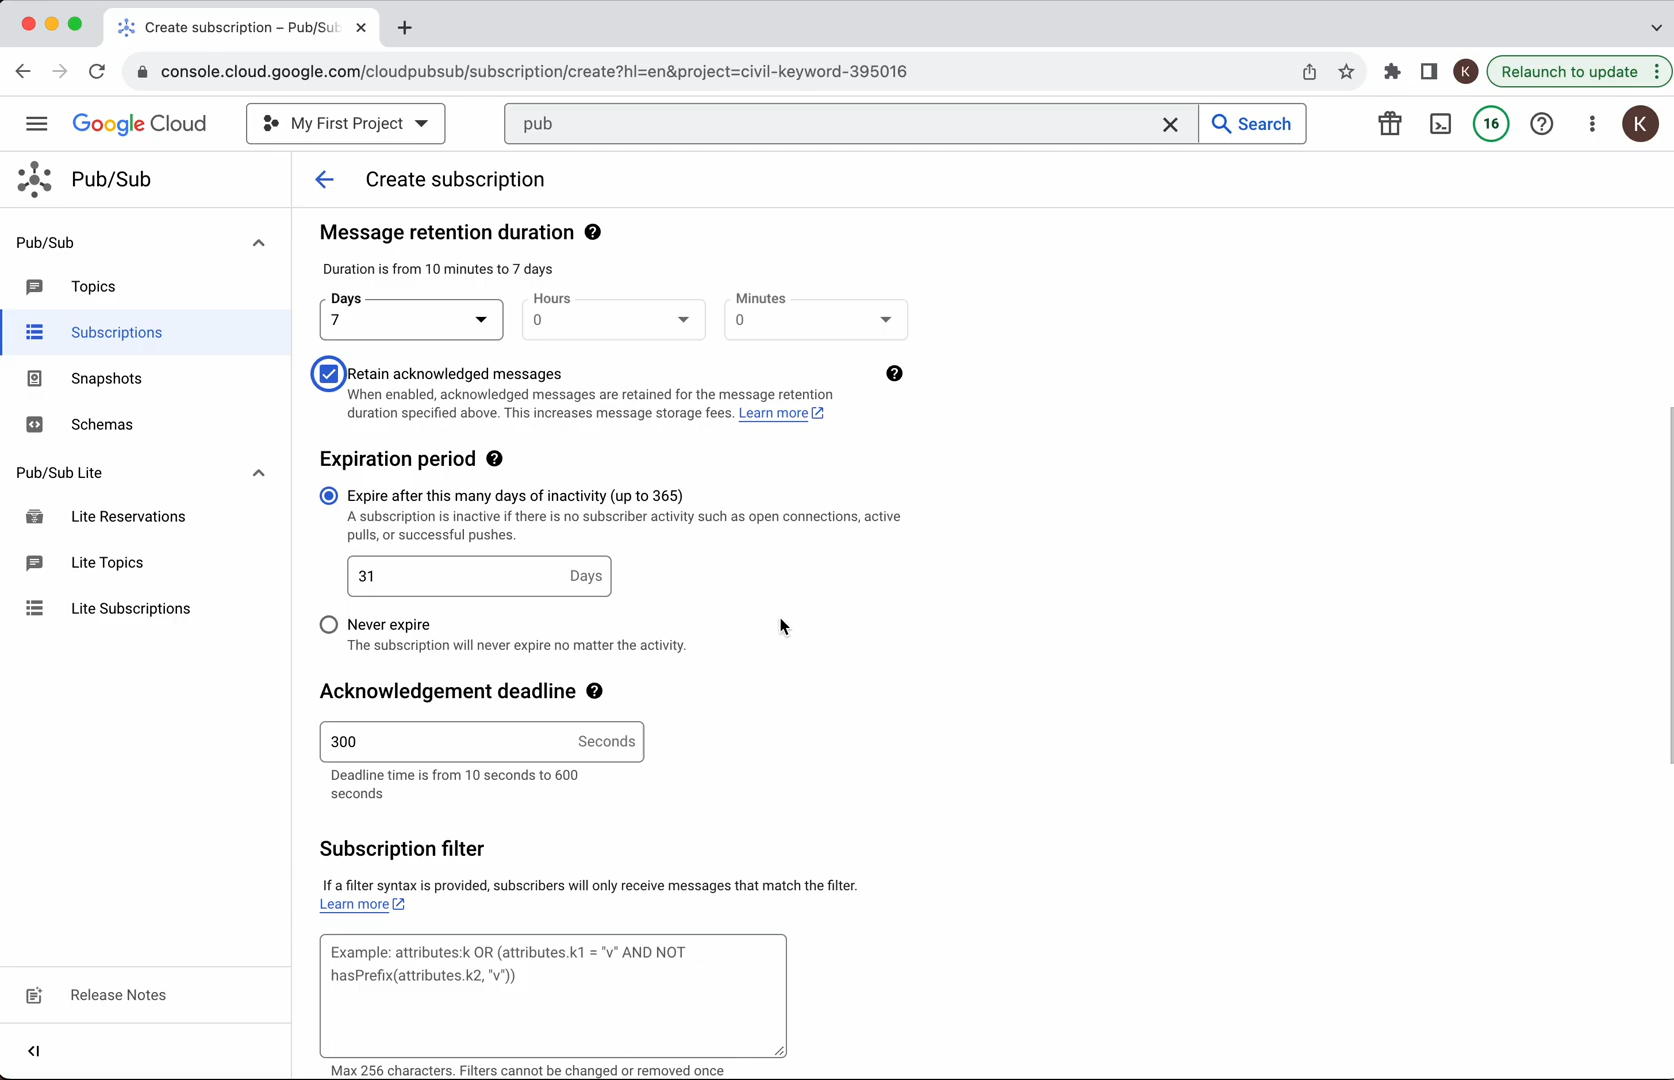 Create subscription – Pub/Sub
console.cloud.google.com/cloudpubsub/subscription/create?hl=en&project=civil-keyword-395016
K
Relaunch to update
Google Cloud
My First Project
pub
Search
16
K
Pub/Sub
Create subscription
Pub/Sub
Topics
Subscriptions
Snapshots
Schemas
Pub/Sub Lite
Lite Reservations
Lite Topics
Lite Subscriptions
Release Notes
Message retention duration
Duration is from 10 minutes to 7 days
Days
7
Hours
0
Minutes
0
Retain acknowledged messages
When enabled, acknowledged messages are retained for the message retention
duration specified above. This increases message storage fees. Learn more
Expiration period
Expire after this many days of inactivity (up to 365)
A subscription is inactive if there is no subscriber activity such as open connections, active
pulls, or successful pushes.
31 Days
Never expire
The subscription will never expire no matter the activity.
Acknowledgement deadline
300 Seconds
Deadline time is from 10 seconds to 600
seconds
Subscription filter
If a filter syntax is provided, subscribers will only receive messages that match the filter.
Learn more
Example: attributes:k OR (attributes.k1 = "v" AND NOT
hasPrefix(attributes.k2, "v"))
Max 256 characters. Filters cannot be changed or removed once